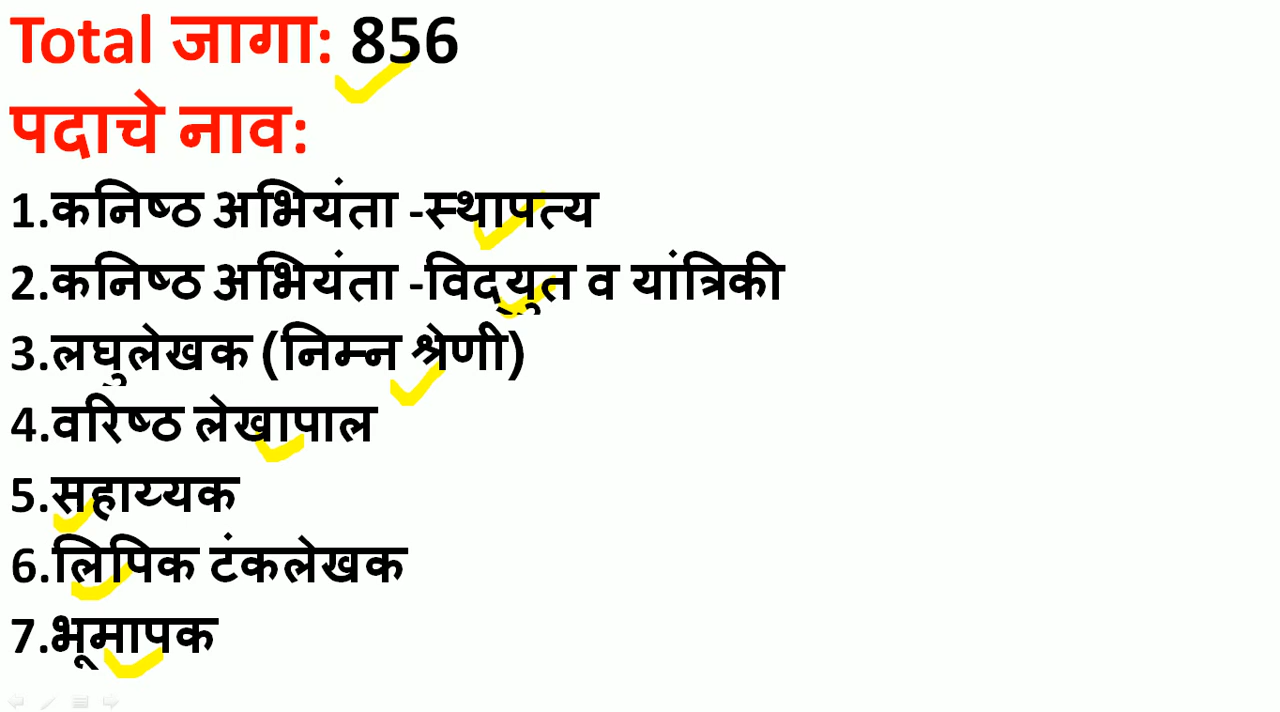 Total जागा: 856
पदाचे नाव:
1.कनिष्ठ अभियंता -स्थापत्य
2.कनिष्ठ अभियंता -विद्युत व यांत्रिकी
3.लघुलेखक (निम्न श्रेणी)
4.वरिष्ठ लेखापाल
5.सहाय्यक
6.लिपिक टंकलेखक
7.भूमापक